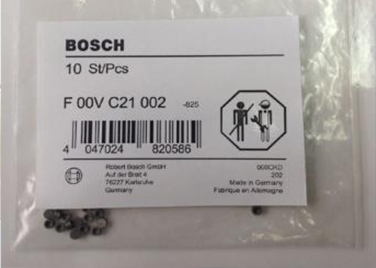 BOSCH
10 St/Pcs
F 00V C21 002 -825
4 047024 820586
Robert Bosch GmbH
Auf der Breit 4
76227 Karlsruhe
Germany
202
Made in Germany
Fabrique en Allemagne